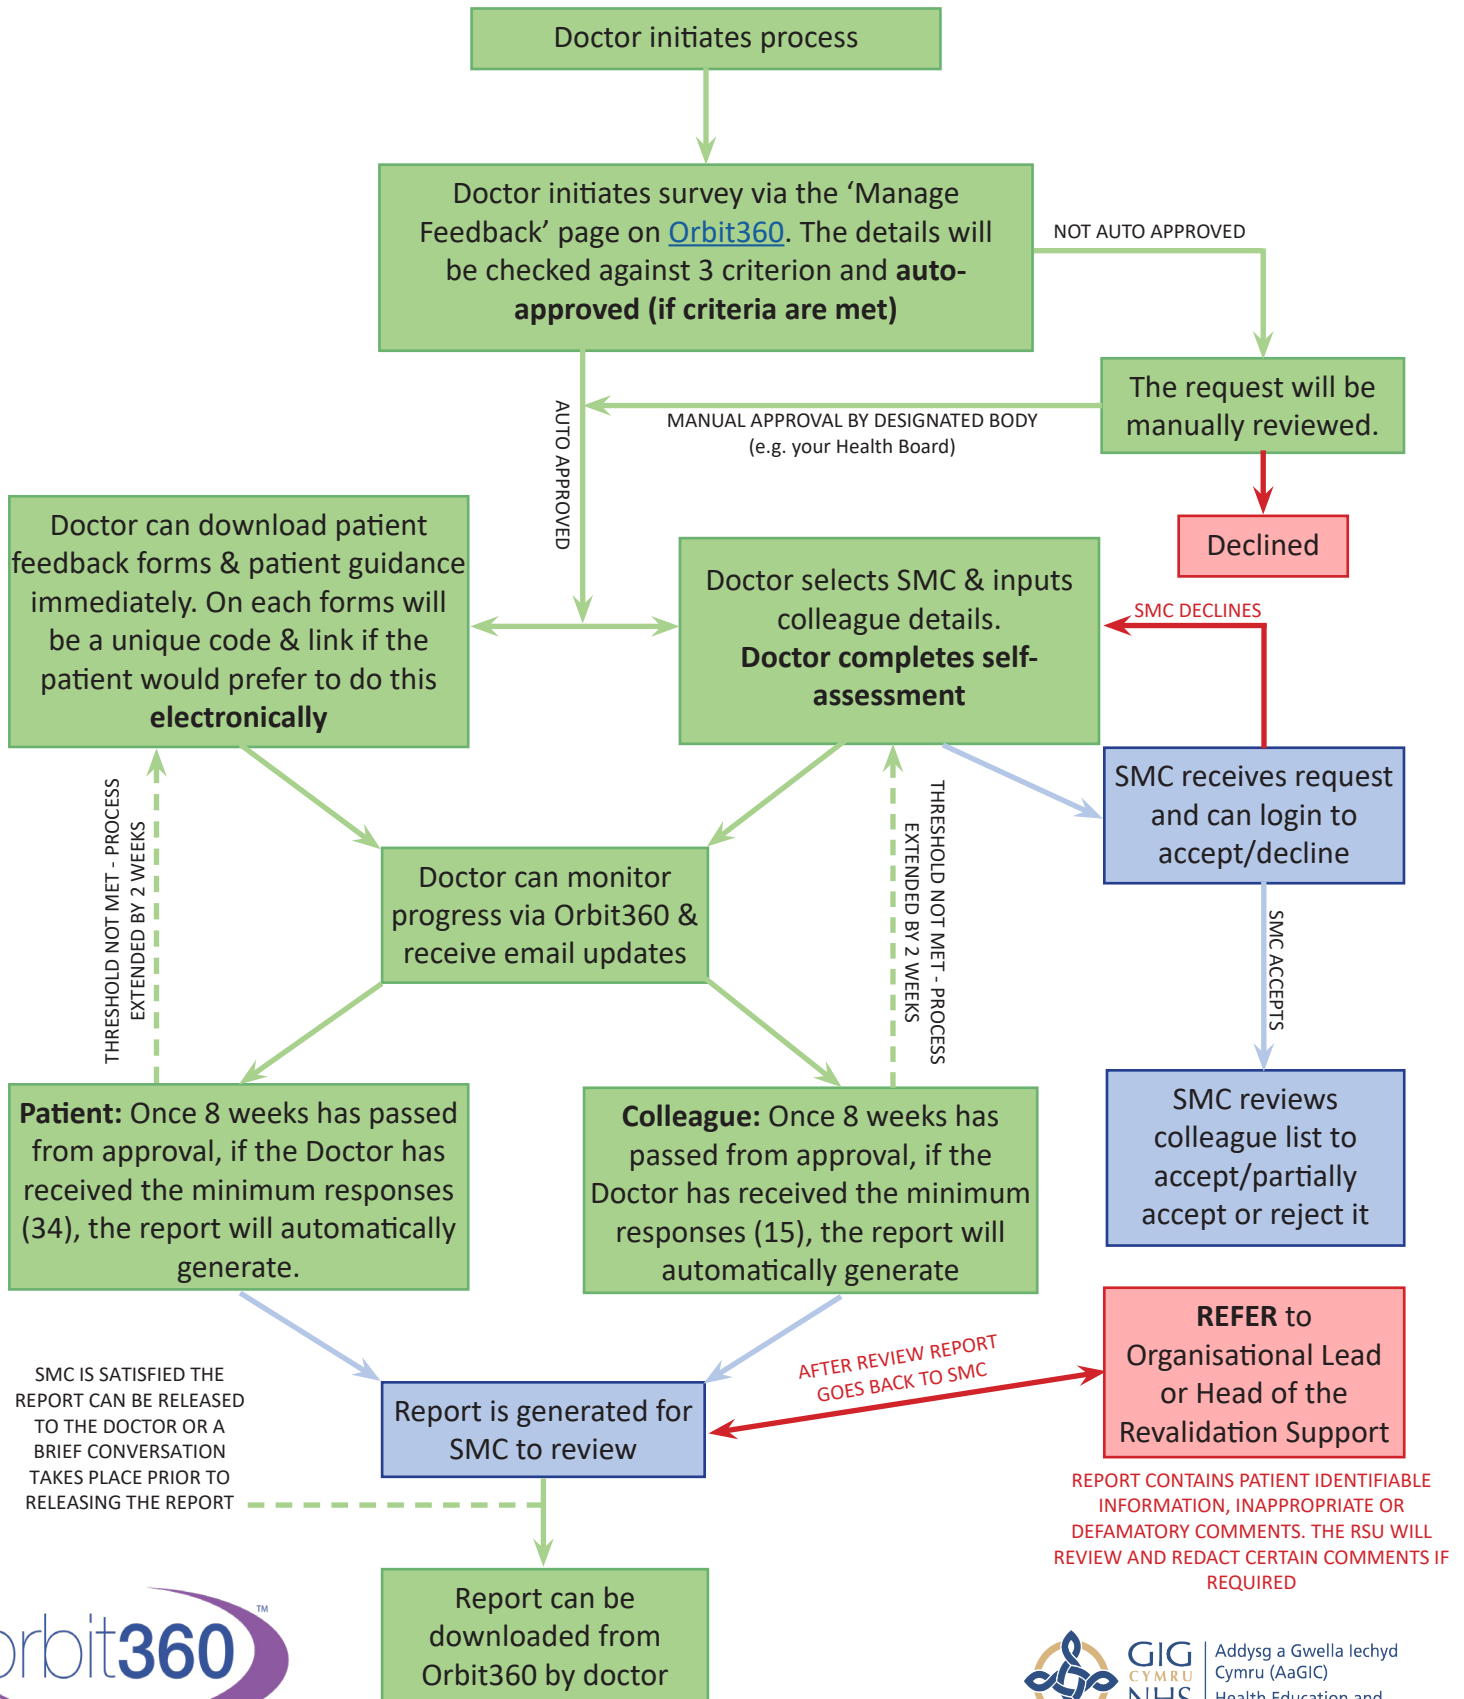 Doctor initiates process
Doctor initiates survey via the ‘Manage
Feedback’ page on Orbit360. The details will
be checked against 3 criterion and auto-
approved (if criteria are met)
NOT AUTO APPROVED
The request will be
manually reviewed.
MANUAL APPROVAL BY DESIGNATED BODY
(e.g. your Health Board)
AUTO APPROVED
Declined
Doctor can download patient
feedback forms & patient guidance
immediately. On each forms will
be a unique code & link if the
patient would prefer to do this
electronically
Doctor selects SMC & inputs
colleague details.
Doctor completes self-
assessment
SMC DECLINES
SMC receives request
and can login to
accept/decline
THRESHOLD NOT MET - PROCESS
EXTENDED BY 2 WEEKS
THRESHOLD NOT MET - PROCESS
EXTENDED BY 2 WEEKS
Doctor can monitor
progress via Orbit360 &
receive email updates
SMC ACCEPTS
Patient: Once 8 weeks has passed
from approval, if the Doctor has
received the minimum responses
(34), the report will automatically
generate.
Colleague: Once 8 weeks has
passed from approval, if the
Doctor has received the minimum
responses (15), the report will
automatically generate
SMC reviews
colleague list to
accept/partially
accept or reject it
SMC IS SATISFIED THE
REPORT CAN BE RELEASED
TO THE DOCTOR OR A
BRIEF CONVERSATION
TAKES PLACE PRIOR TO
RELEASING THE REPORT
Report is generated for
SMC to review
AFTER REVIEW REPORT
GOES BACK TO SMC
REFER to
Organisational Lead
or Head of the
Revalidation Support
REPORT CONTAINS PATIENT IDENTIFIABLE
INFORMATION, INAPPROPRIATE OR
DEFAMATORY COMMENTS. THE RSU WILL
REVIEW AND REDACT CERTAIN COMMENTS IF
REQUIRED
Report can be
downloaded from
Orbit360 by doctor
orbit360™
GIG
CYMRU
NHS
Addysg a Gwella Iechyd
Cymru (AaGIC)
Health Education and